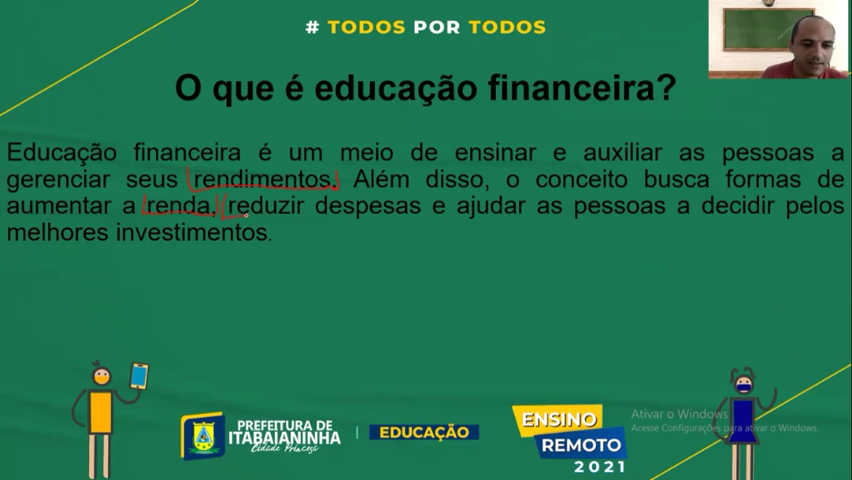 # TODOS POR TODOS
O que é educação financeira?
Educação financeira é um meio de ensinar e auxiliar as pessoas a
gerenciar seus rendimentos. Além disso, o conceito busca formas de
aumentar a renda, reduzir despesas e ajudar as pessoas a decidir pelos
melhores investimentos.
PREFEITURA DE
ITABAIANINHA
Cidade Princesa
EDUCAÇÃO
ENSINO
REMOTO
2021
Ativar o Windows
Acesse Configurações para ativar o Windows.